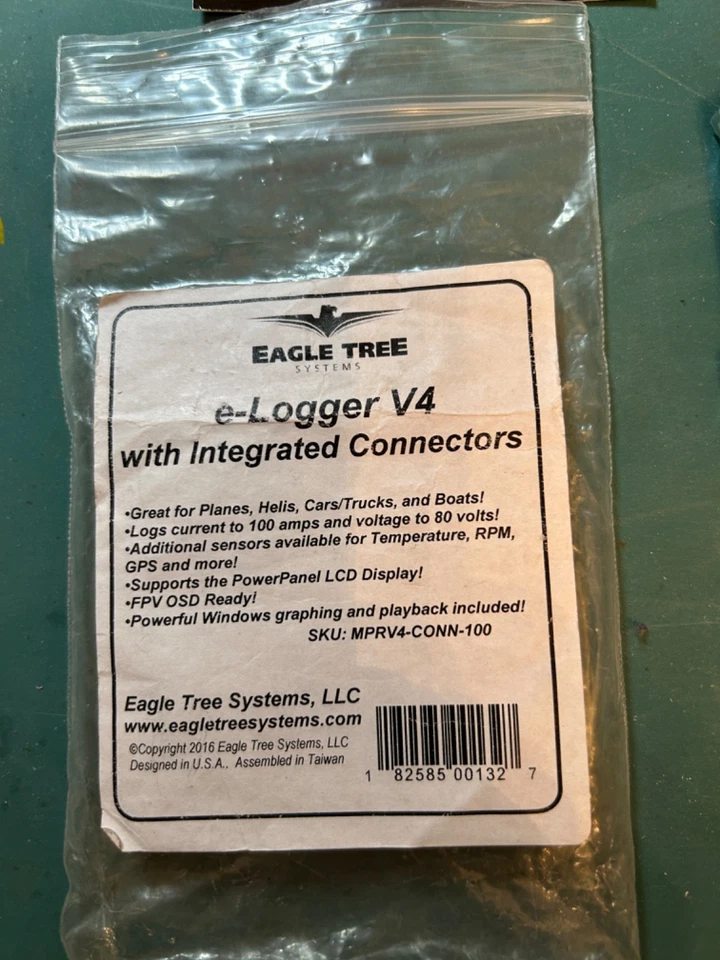 EAGLE TREE
SYSTEMS
e-Logger V4
with Integrated Connectors
•Great for Planes, Helis, Cars/Trucks, and Boats!
•Logs current to 100 amps and voltage to 80 volts!
•Additional sensors available for Temperature, RPM,
GPS and more!
•Supports the PowerPanel LCD Display!
•FPV OSD Ready!
•Powerful Windows graphing and playback included!
SKU: MPRV4-CONN-100
Eagle Tree Systems, LLC
www.eagletreesystems.com
©Copyright 2016 Eagle Tree Systems, LLC
Designed in U.S.A., Assembled in Taiwan
1 82585 00132 7